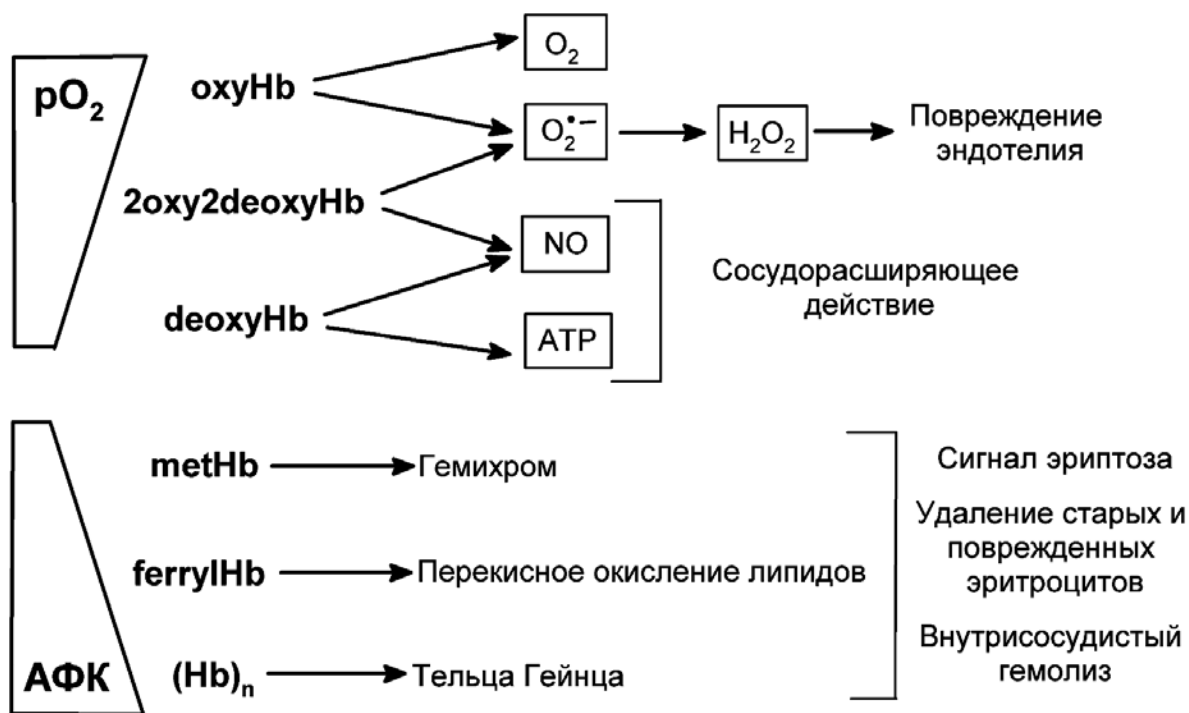 pO₂
oxyHb
O₂
O₂•–
H₂O₂
Повреждение
эндотелия
2oxy2deoxyHb
NO
Сосудорасширяющее
действие
deoxyHb
ATP
АФК
metHb
Гемихром
Сигнал эриптоза
ferrylHb
Перекисное окисление липидов
Удаление старых и
поврежденных
эритроцитов
(Hb)ₙ
Тельца Гейнца
Внутрисосудистый
гемолиз